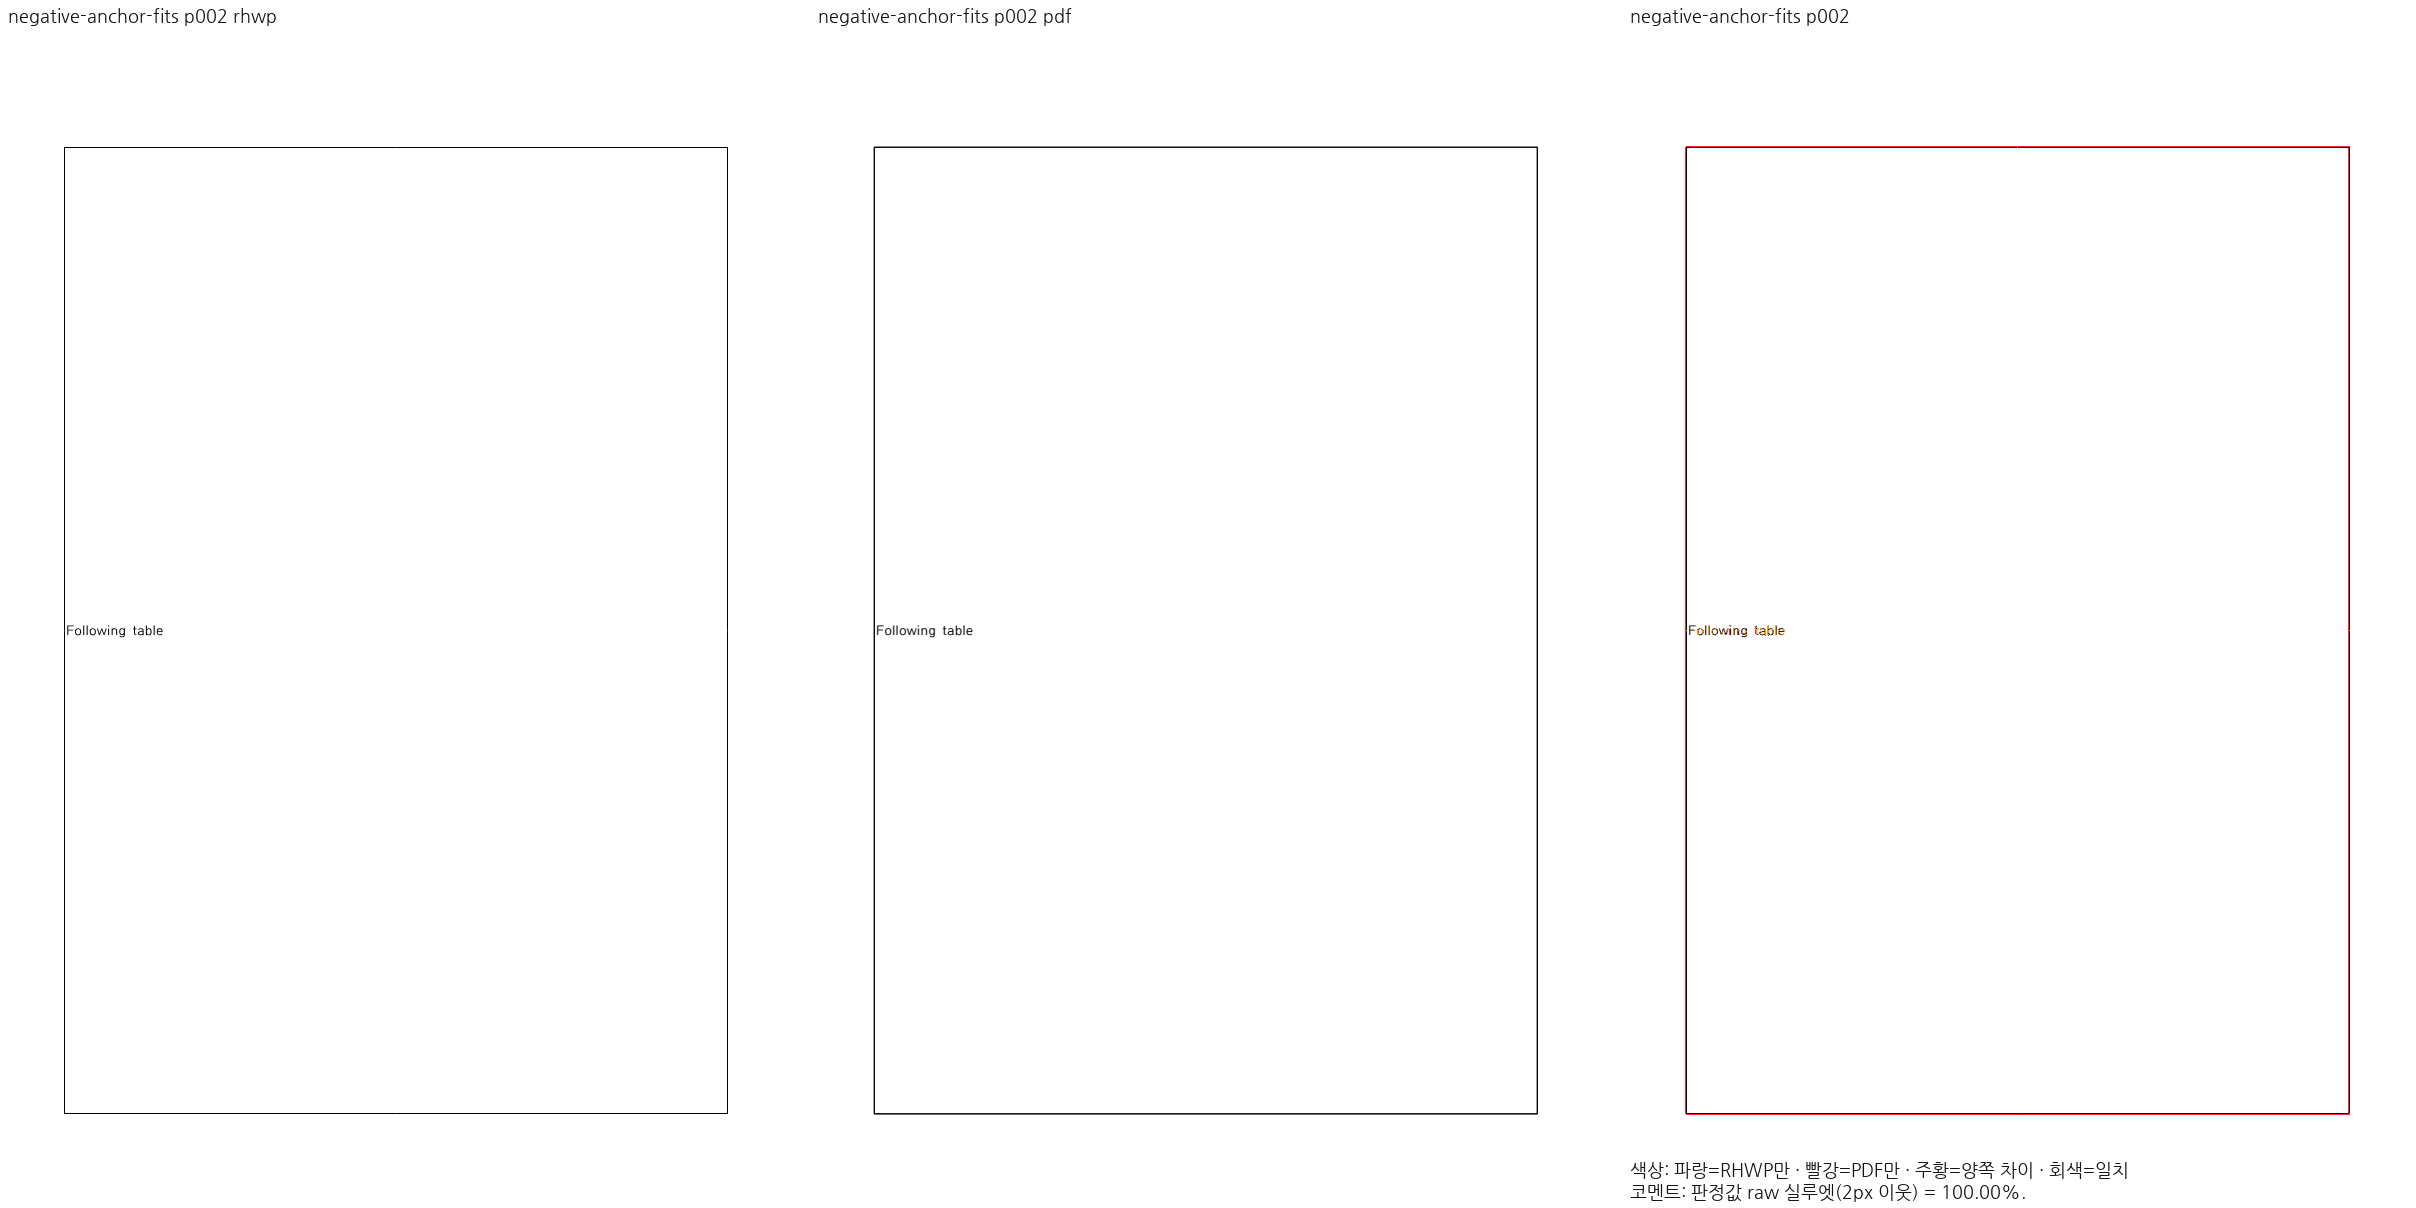 negative-anchor-fits p002 rhwp
negative-anchor-fits p002 pdf
negative-anchor-fits p002
Following table
Following table
Following table
색상: 파랑=RHWP만 · 빨강=PDF만 · 주황=양쪽 차이 · 회색=일치
코멘트: 판정값 raw 실루엣(2px 이웃) = 100.00%.